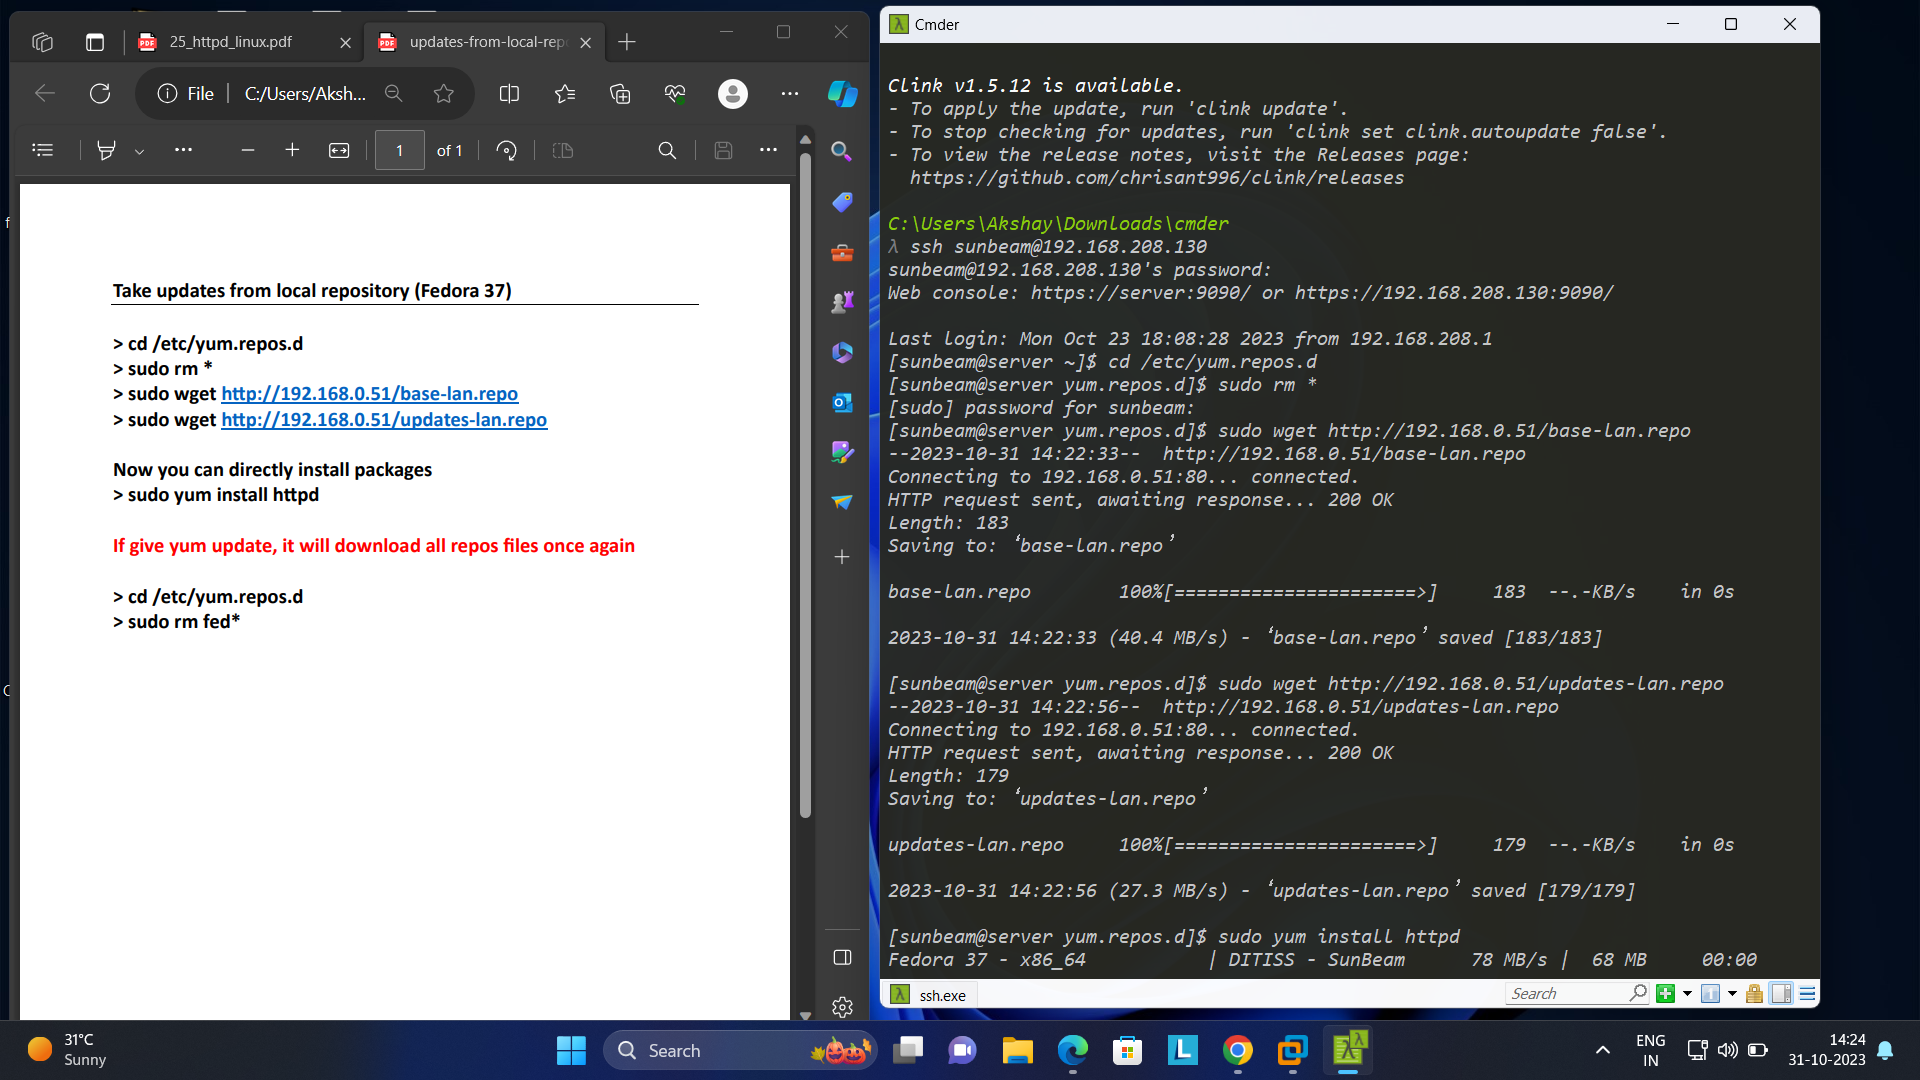 25_httpd_linux.pdf
updates-from-local-rep
File
C:/Users/Aksh...
1
of 1
Take updates from local repository (Fedora 37)
> cd /etc/yum.repos.d
> sudo rm *
> sudo wget http://192.168.0.51/base-lan.repo
> sudo wget http://192.168.0.51/updates-lan.repo
Now you can directly install packages
> sudo yum install httpd
If give yum update, it will download all repos files once again
> cd /etc/yum.repos.d
> sudo rm fed*
Cmder
Clink v1.5.12 is available.
- To apply the update, run 'clink update'.
- To stop checking for updates, run 'clink set clink.autoupdate false'.
- To view the release notes, visit the Releases page:
https://github.com/chrisant996/clink/releases
C:\Users\Akshay\Downloads\cmder
λ ssh sunbeam@192.168.208.130
sunbeam@192.168.208.130's password:
Web console: https://server:9090/ or https://192.168.208.130:9090/
Last login: Mon Oct 23 18:08:28 2023 from 192.168.208.1
[sunbeam@server ~]$ cd /etc/yum.repos.d
[sunbeam@server yum.repos.d]$ sudo rm *
[sudo] password for sunbeam:
[sunbeam@server yum.repos.d]$ sudo wget http://192.168.0.51/base-lan.repo
--2023-10-31 14:22:33--  http://192.168.0.51/base-lan.repo
Connecting to 192.168.0.51:80... connected.
HTTP request sent, awaiting response... 200 OK
Length: 183
Saving to: ‘base-lan.repo’
base-lan.repo        100%[======================>]     183  --.-KB/s    in 0s
2023-10-31 14:22:33 (40.4 MB/s) - ‘base-lan.repo’ saved [183/183]
[sunbeam@server yum.repos.d]$ sudo wget http://192.168.0.51/updates-lan.repo
--2023-10-31 14:22:56--  http://192.168.0.51/updates-lan.repo
Connecting to 192.168.0.51:80... connected.
HTTP request sent, awaiting response... 200 OK
Length: 179
Saving to: ‘updates-lan.repo’
updates-lan.repo     100%[======================>]     179  --.-KB/s    in 0s
2023-10-31 14:22:56 (27.3 MB/s) - ‘updates-lan.repo’ saved [179/179]
[sunbeam@server yum.repos.d]$ sudo yum install httpd
Fedora 37 - x86_64           | DITISS - SunBeam      78 MB/s |  68 MB     00:00
ssh.exe
Search
31°C
Sunny
Search
ENG
IN
14:24
31-10-2023